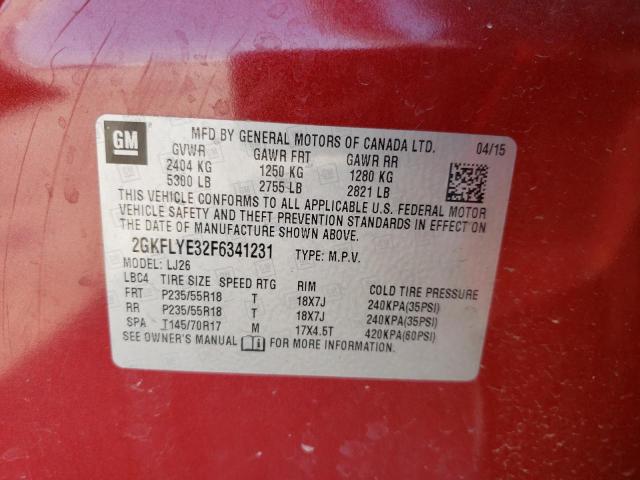 GM
MFD BY GENERAL MOTORS OF CANADA LTD. 04/15
GVWR GAWR FRT GAWR RR
2404 KG 1250 KG 1280 KG
5300 LB 2755 LB 2821 LB
THIS VEHICLE CONFORMS TO ALL APPLICABLE U.S. FEDERAL MOTOR
VEHICLE SAFETY AND THEFT PREVENTION STANDARDS IN EFFECT ON
THE DATE OF MANUFACTURE SHOWN ABOVE.
2GKFLYE32F6341231 TYPE: M.P.V.
MODEL: LJ26
LBC4 TIRE SIZE SPEED RTG RIM COLD TIRE PRESSURE
FRT P235/55R18 T 18X7J 240KPA(35PSI)
RR P235/55R18 T 18X7J 240KPA(35PSI)
SPA T145/70R17 M 17X4.5T 420KPA(60PSI)
SEE OWNER'S MANUAL FOR MORE INFORMATION.